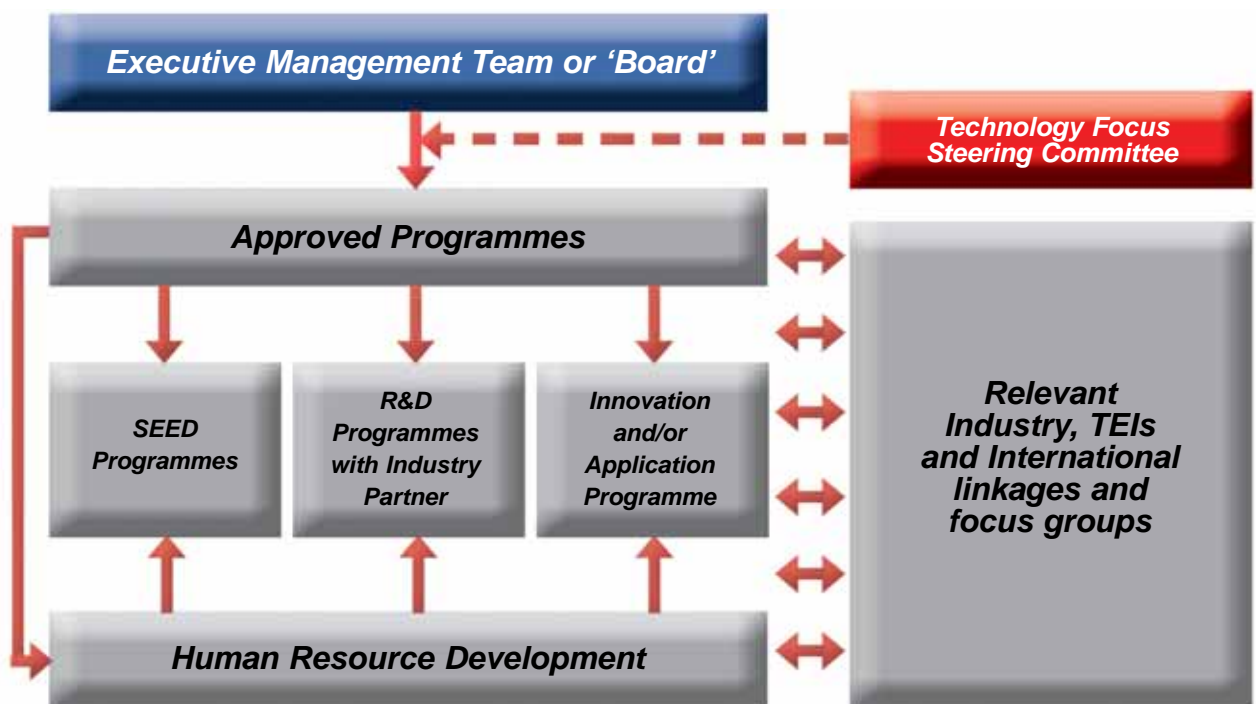 Executive Management Team or ‘Board’
Technology Focus
Steering Committee
Approved Programmes
SEED
Programmes
R&D
Programmes
with Industry
Partner
Innovation
and/or
Application
Programme
Relevant
Industry, TEIs
and International
linkages and
focus groups
Human Resource Development